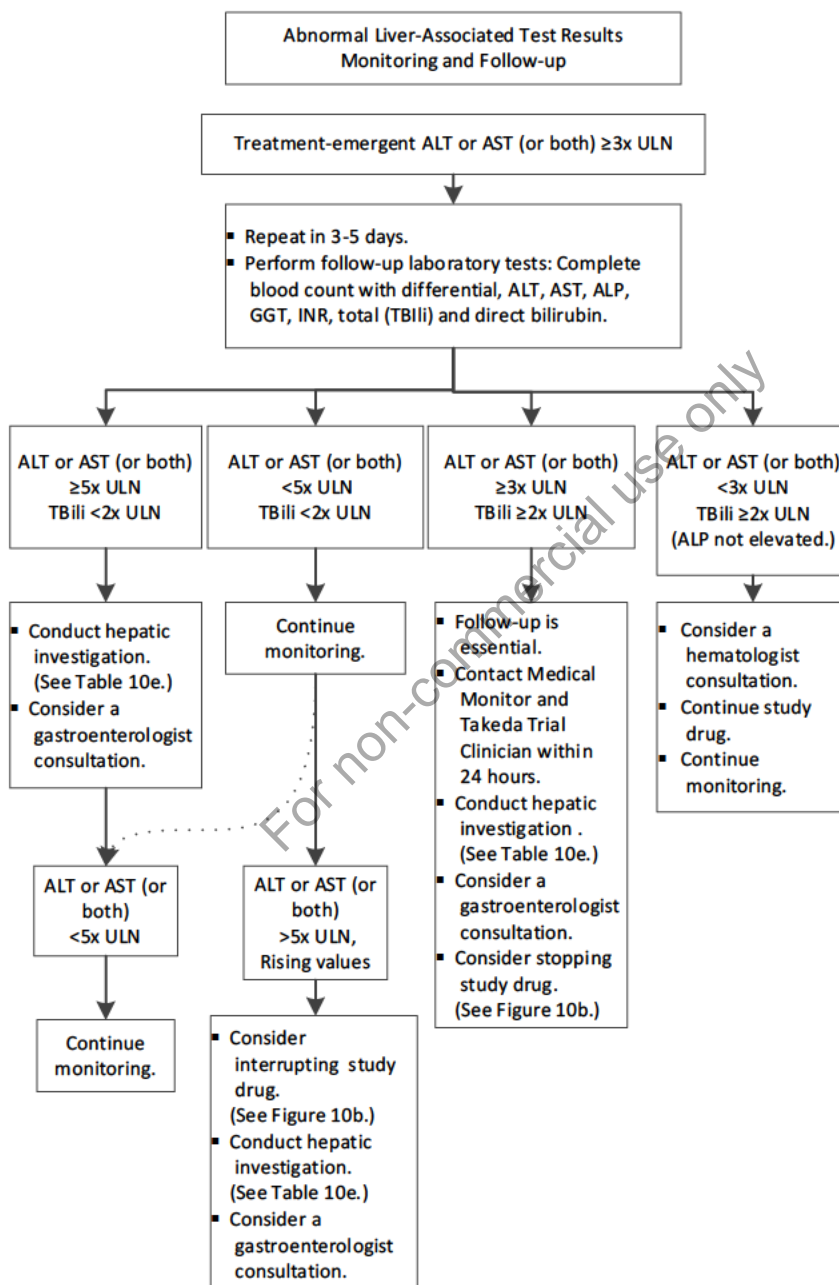 Abnormal Liver-Associated Test Results
Monitoring and Follow-up
Treatment-emergent ALT or AST (or both) ≥3x ULN
▪ Repeat in 3-5 days.
▪ Perform follow-up laboratory tests: Complete
blood count with differential, ALT, AST, ALP,
GGT, INR, total (TBIli) and direct bilirubin.
ALT or AST (or both)
≥5x ULN
TBili <2x ULN
ALT or AST (or both)
<5x ULN
TBili <2x ULN
ALT or AST (or both)
≥3x ULN
TBili ≥2x ULN
ALT or AST (or both)
<3x ULN
TBili ≥2x ULN
(ALP not elevated.)
▪ Conduct hepatic
investigation.
(See Table 10e.)
▪ Consider a
gastroenterologist
consultation.
Continue
monitoring.
▪ Follow-up is
essential.
▪ Contact Medical
Monitor and
Takeda Trial
Clinician within
24 hours.
▪ Conduct hepatic
investigation .
(See Table 10e.)
▪ Consider a
gastroenterologist
consultation.
▪ Consider stopping
study drug.
(See Figure 10b.)
▪ Consider a
hematologist
consultation.
▪ Continue study
drug.
▪ Continue
monitoring.
ALT or AST (or
both)
<5x ULN
ALT or AST (or
both)
>5x ULN,
Rising values
Continue
monitoring.
▪ Consider
interrupting study
drug.
(See Figure 10b.)
▪ Conduct hepatic
investigation.
(See Table 10e.)
▪ Consider a
gastroenterologist
consultation.
For non-commercial use only